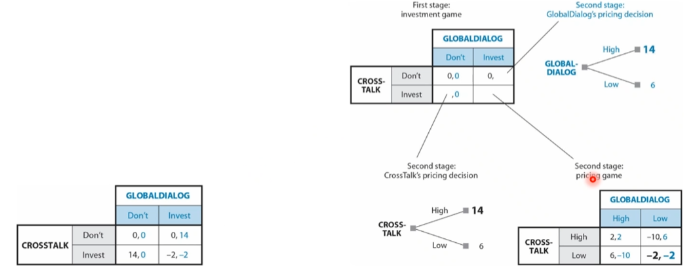 First stage:
investment game
Second stage:
GlobalDialog's pricing decision
GLOBALDIALOG
Don't Invest
CROSS-
TALK
Don't 0,0 0,
Invest ,0
GLOBAL-
DIALOG
High 14
Low 6
Second stage:
CrossTalk's pricing decision
CROSS-
TALK
High 14
Low 6
Second stage:
pricing game
GLOBALDIALOG
High Low
CROSS-
TALK
High 2,2 -10,6
Low 6,-10 -2,-2
GLOBALDIALOG
Don't Invest
CROSSTALK
Don't 0,0 0,14
Invest 14,0 -2,-2